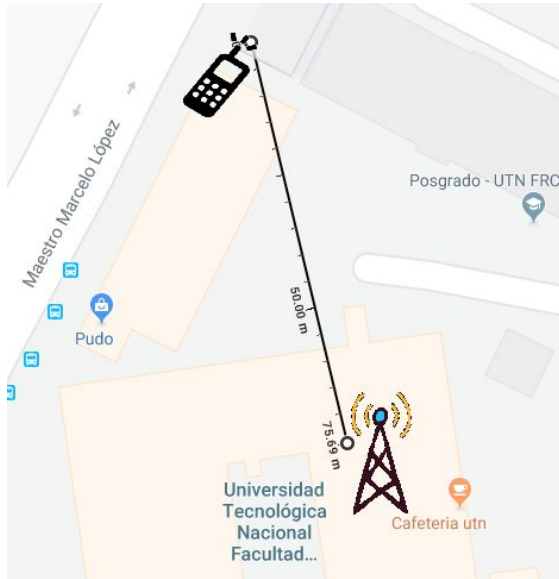 Maestro Marcelo López
Posgrado - UTN FRC
50.00 m
Pudo
75.69 m
Universidad
Tecnológica
Nacional
Facultad...
Cafeteria utn